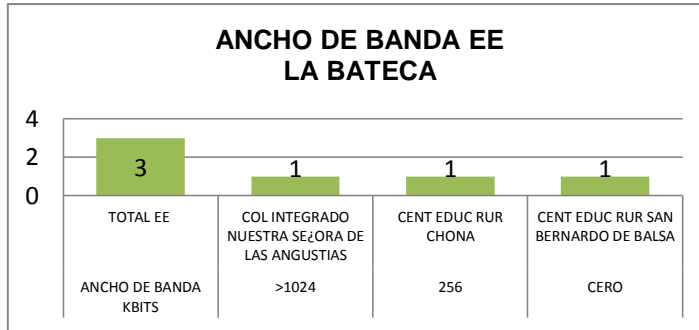 ANCHO DE BANDA EE
LA BATECA
4
2
0
3
1
1
1
TOTAL EE
COL INTEGRADO
NUESTRA SE¿ORA DE
LAS ANGUSTIAS
CENT EDUC RUR
CHONA
CENT EDUC RUR SAN
BERNARDO DE BALSA
ANCHO DE BANDA
KBITS
>1024
256
CERO